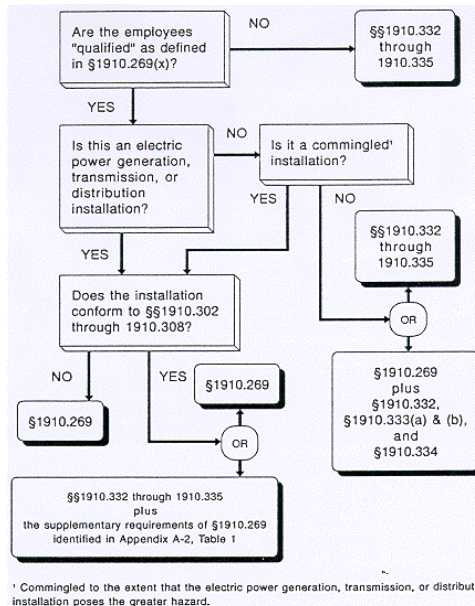 Are the employees
"qualified" as defined
in §1910.269(x)?
NO
§§1910.332
through
1910.335
YES
Is this an electric
power generation,
transmission, or
distribution
installation?
NO
Is it a commingled¹
installation?
YES
NO
§§1910.332
through
1910.335
YES
Does the installation
conform to §§1910.302
through 1910.308?
OR
NO
YES
§1910.269
§1910.269
§1910.269
plus
§1910.332,
§1910.333(a) & (b),
and
§1910.334
OR
§§1910.332 through 1910.335
plus
the supplementary requirements of §1910.269
identified in Appendix A-2, Table 1
¹ Commingled to the extent that the electric power generation, transmission, or distribut
installation poses the greater hazard.